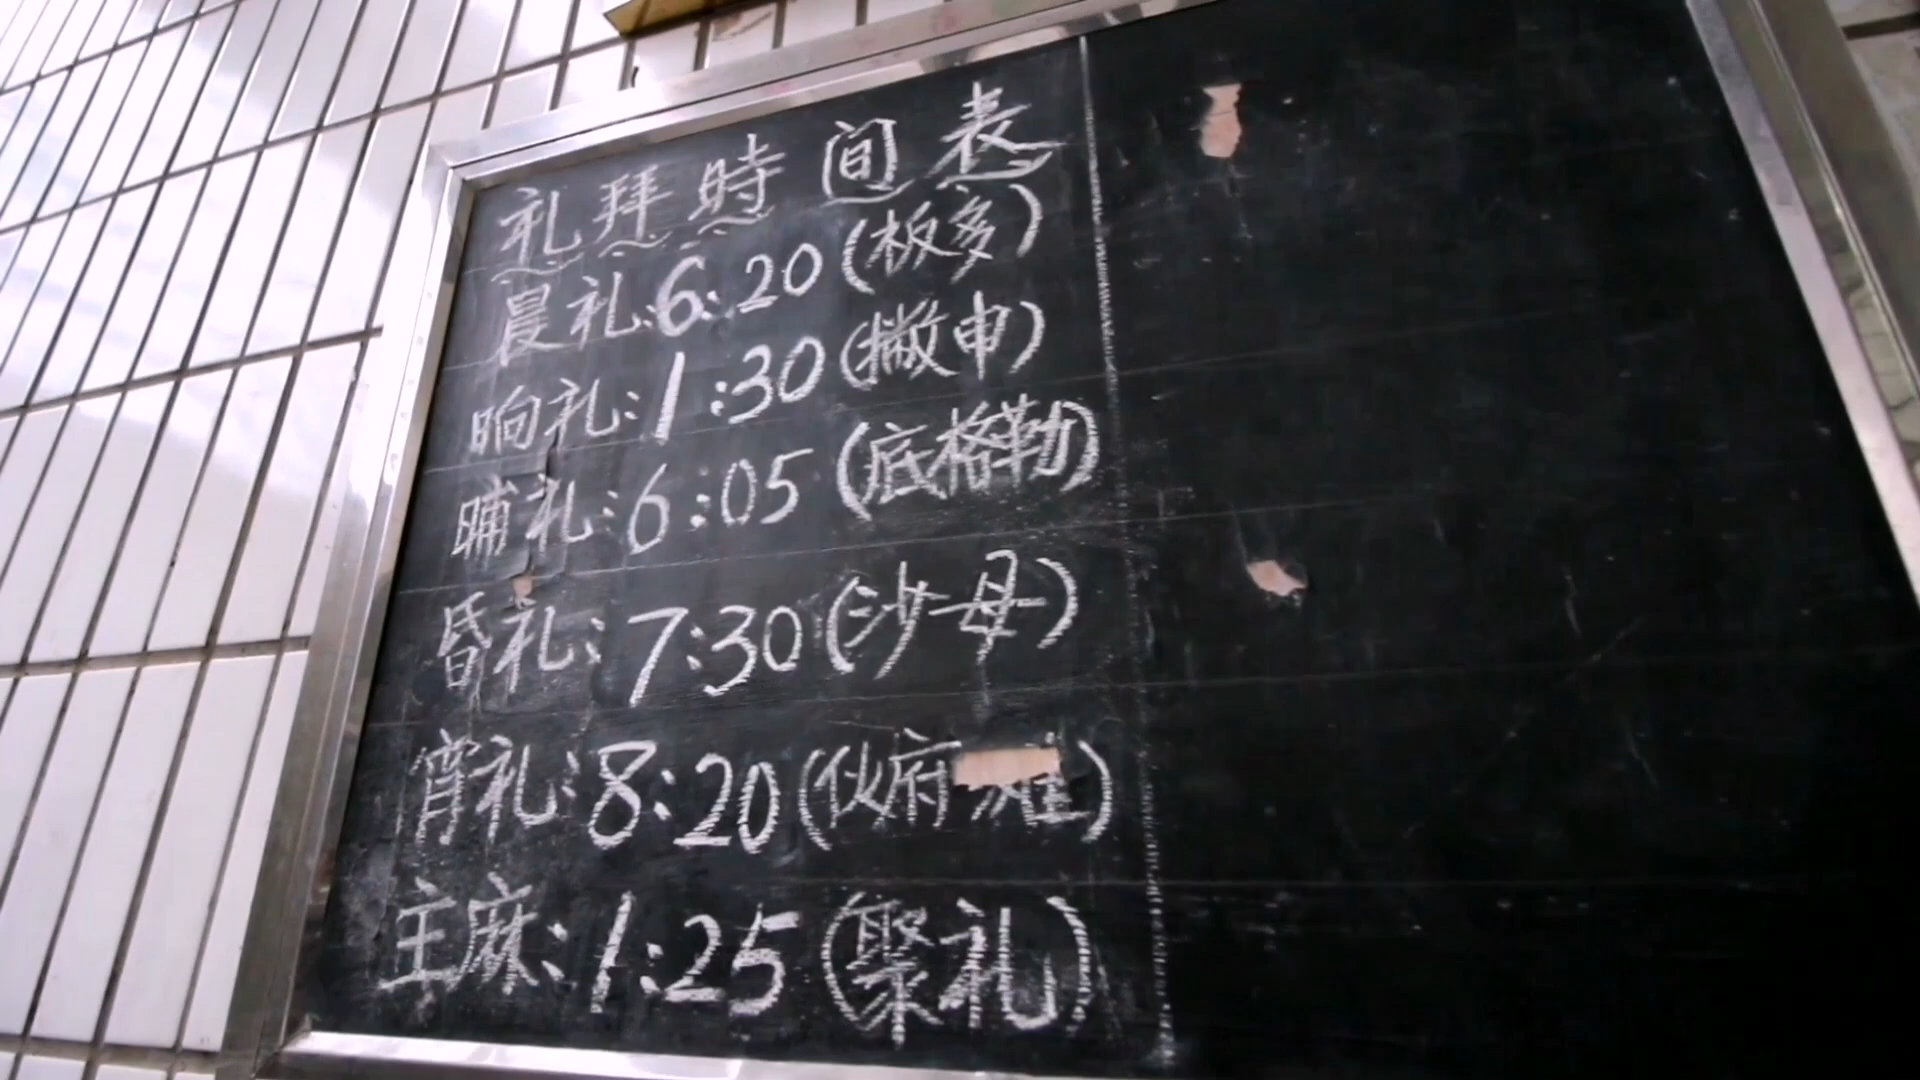 礼拜時间表
晨礼:6:20(板多)
晌礼:1:30(撇申)
晡礼:6:05(底格勒)
昏礼:7:30(沙母)
宵礼:8:20(伙府滩)
主麻:1:25(聚礼)